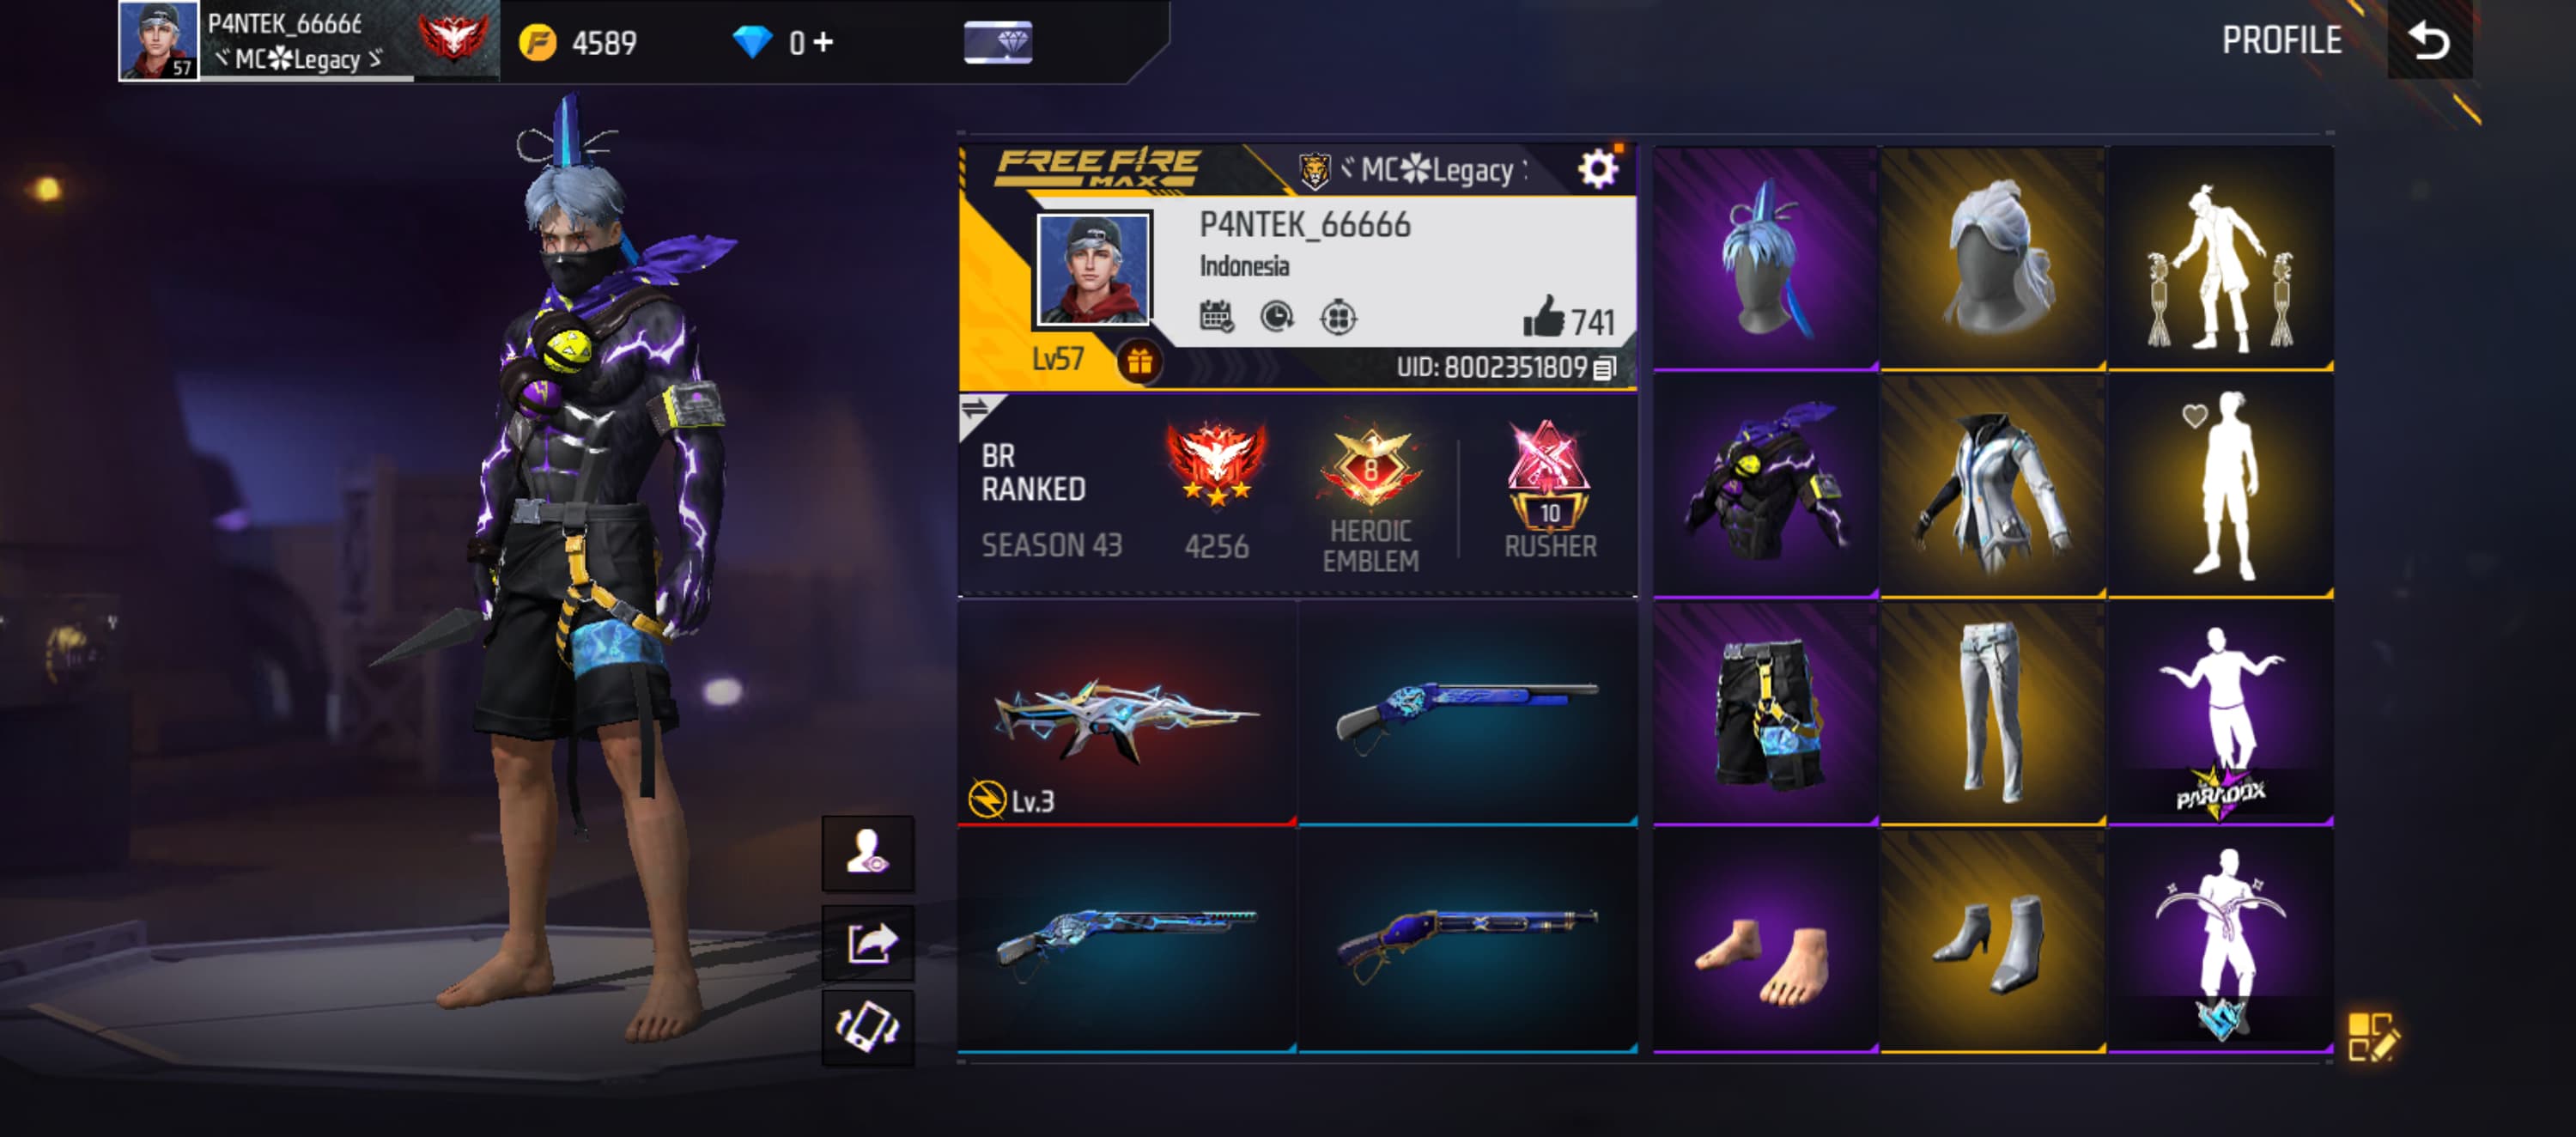 P4NTEK_66666
MC✤Legacy
57
4589
0 +
PROFILE
FREE FIRE
MAX
MC✤Legacy
P4NTEK_66666
Indonesia
741
Lv57
UID: 8002351809
BR
RANKED
SEASON 43
4256
8
HEROIC
EMBLEM
10
RUSHER
Lv.3
PARADOX